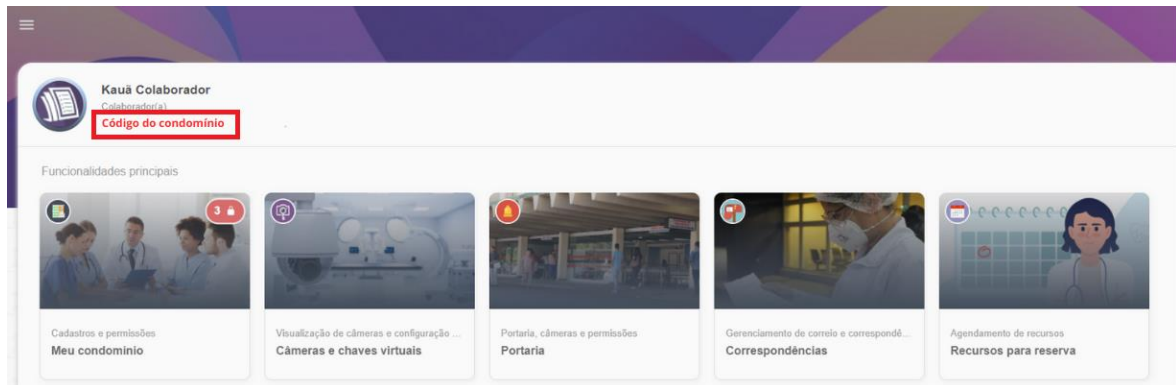 Kauã Colaborador
Colaborador(a)
Código do condomínio
Funcionalidades principais
3
Cadastros e permissões
Meu condominio
Visualização de câmeras e configuração ...
Câmeras e chaves virtuais
Portaria, câmeras e permissões
Portaria
Gerenciamento de correio e correspondê...
Correspondências
Agendamento de recursos
Recursos para reserva